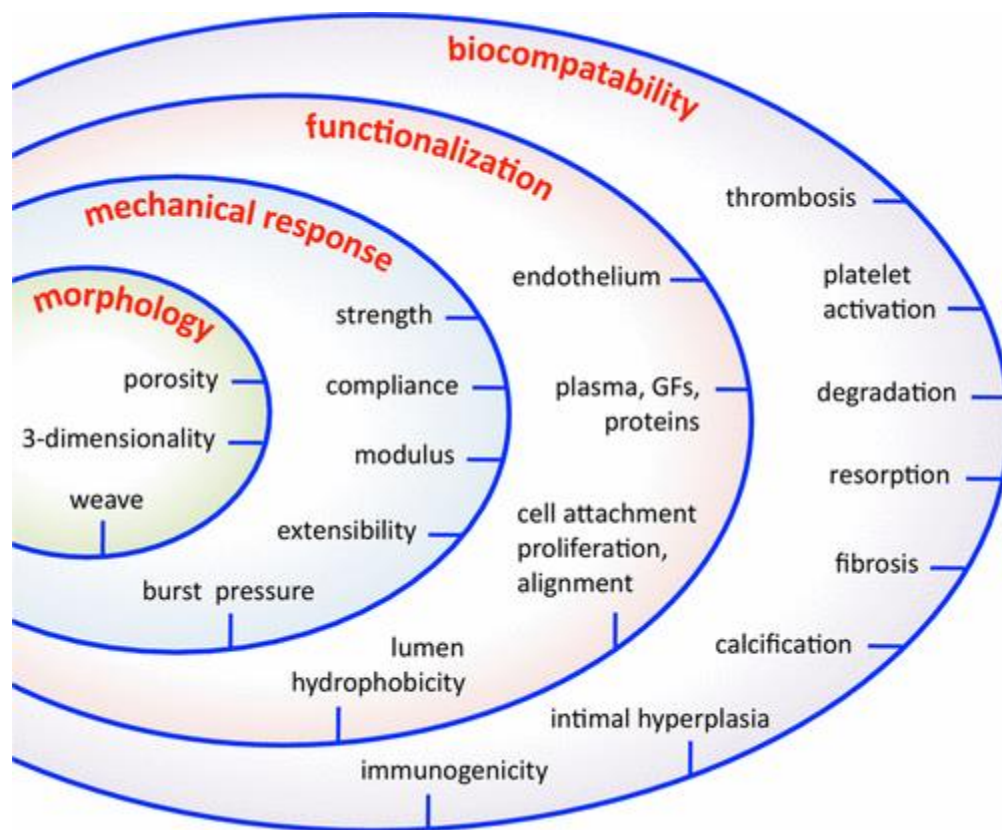 biocompatability
functionalization
mechanical response
morphology
thrombosis
endothelium
platelet
activation
strength
porosity
compliance
plasma, GFs,
proteins
degradation
3-dimensionality
modulus
resorption
weave
extensibility
cell attachment
proliferation,
alignment
fibrosis
burst pressure
lumen
hydrophobicity
calcification
intimal hyperplasia
immunogenicity